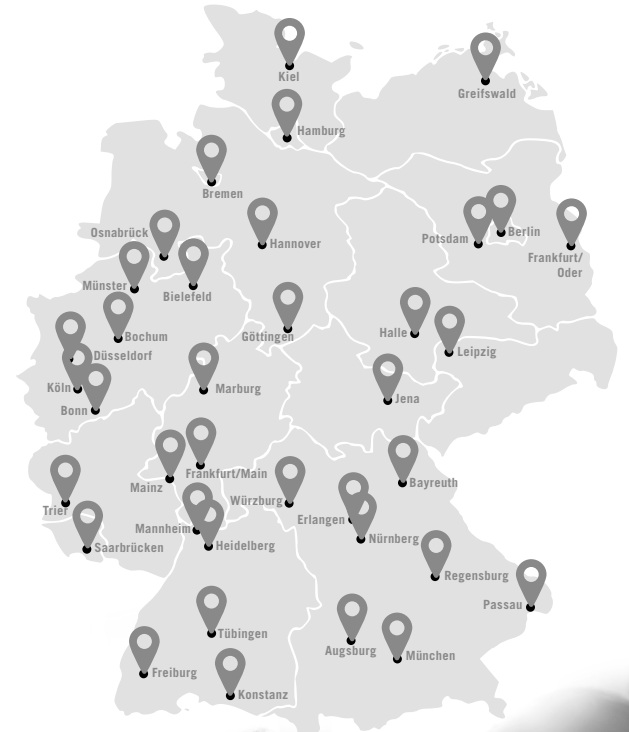 Kiel
Greifswald
Hamburg
Bremen
Osnabrück
Hannover
Potsdam
Berlin
Frankfurt/
Oder
Münster
Bielefeld
Bochum
Göttingen
Halle
Leipzig
Düsseldorf
Köln
Marburg
Jena
Bonn
Frankfurt/Main
Mainz
Bayreuth
Würzburg
Trier
Erlangen
Mannheim
Nürnberg
Heidelberg
Saarbrücken
Regensburg
Passau
Tübingen
Augsburg
München
Freiburg
Konstanz